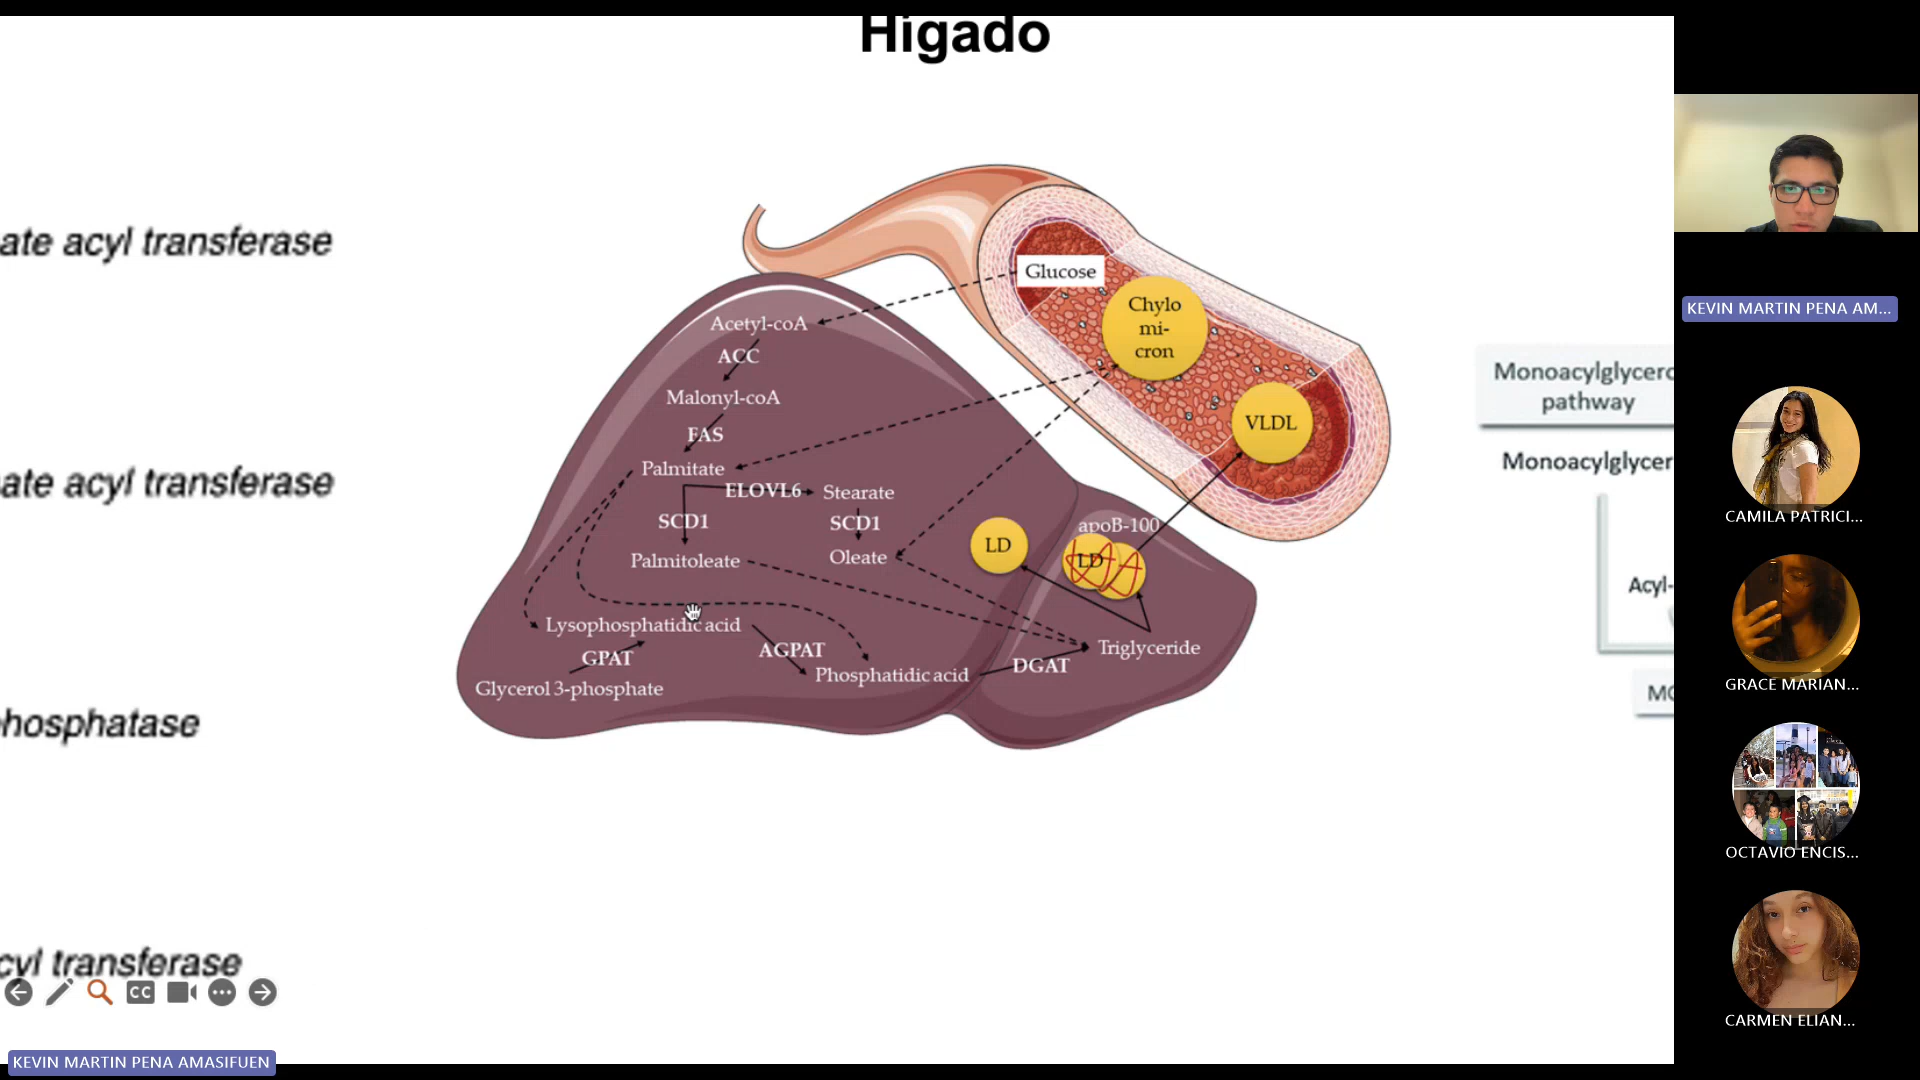 Hígado
ate acyl transferase
ate acyl transferase
hosphatase
cyl transferase
Glucose
Chylo
mi-
cron
VLDL
Acetyl-coA
ACC
Malonyl-coA
FAS
Palmitate
ELOVL6
Stearate
SCD1
SCD1
Palmitoleate
Oleate
LD
apoB-100
LD
Lysophosphatidic acid
GPAT
AGPAT
Glycerol 3-phosphate
Phosphatidic acid
DGAT
Triglyceride
Monoacylglycero
pathway
Monoacylglycer
Acyl-
MO
CC
KEVIN MARTIN PENA AMASIFUEN
KEVIN MARTIN PENA AM...
CAMILA PATRICI...
GRACE MARIAN...
OCTAVIO ENCIS...
CARMEN ELIAN...